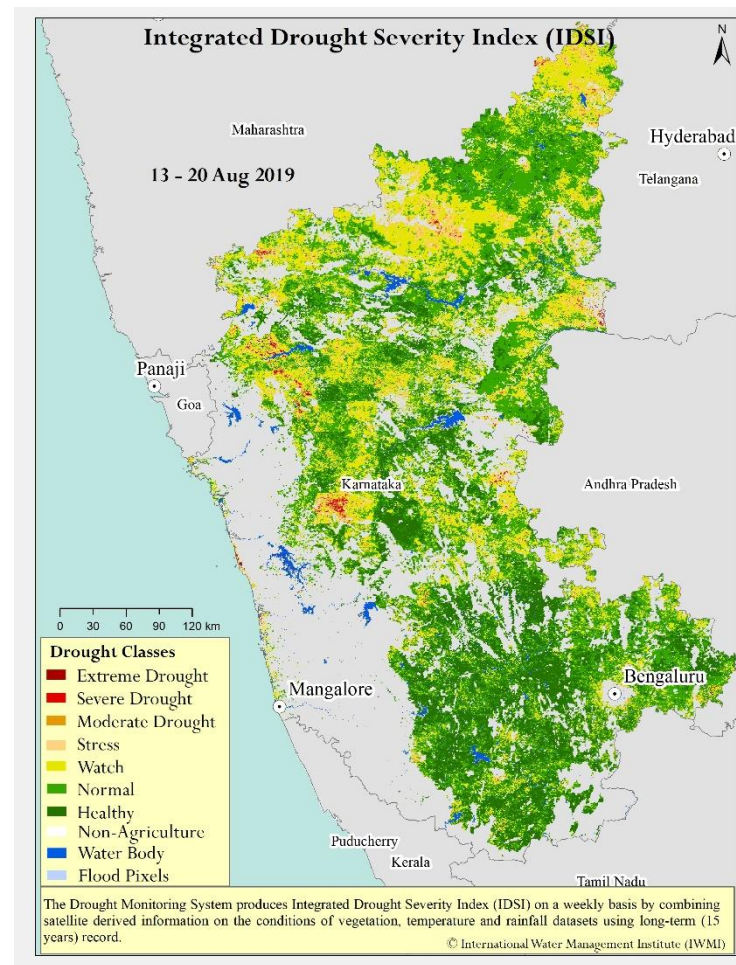 Integrated Drought Severity Index (IDSI)
N
Maharashtra
Hyderabad
13 - 20 Aug 2019
Telangana
Panaji
Goa
Karnataka
Andhra Pradesh
0 30 60 90 120 km
Drought Classes
Extreme Drought
Severe Drought
Moderate Drought
Stress
Watch
Normal
Healthy
Non-Agriculture
Water Body
Flood Pixels
Mangalore
Bengaluru
Puducherry
Kerala
Tamil Nadu
The Drought Monitoring System produces Integrated Drought Severity Index (IDSI) on a weekly basis by combining
satellite derived information on the conditions of vegetation, temperature and rainfall datasets using long-term (15
years) record.
© International Water Management Institute (IWMI)